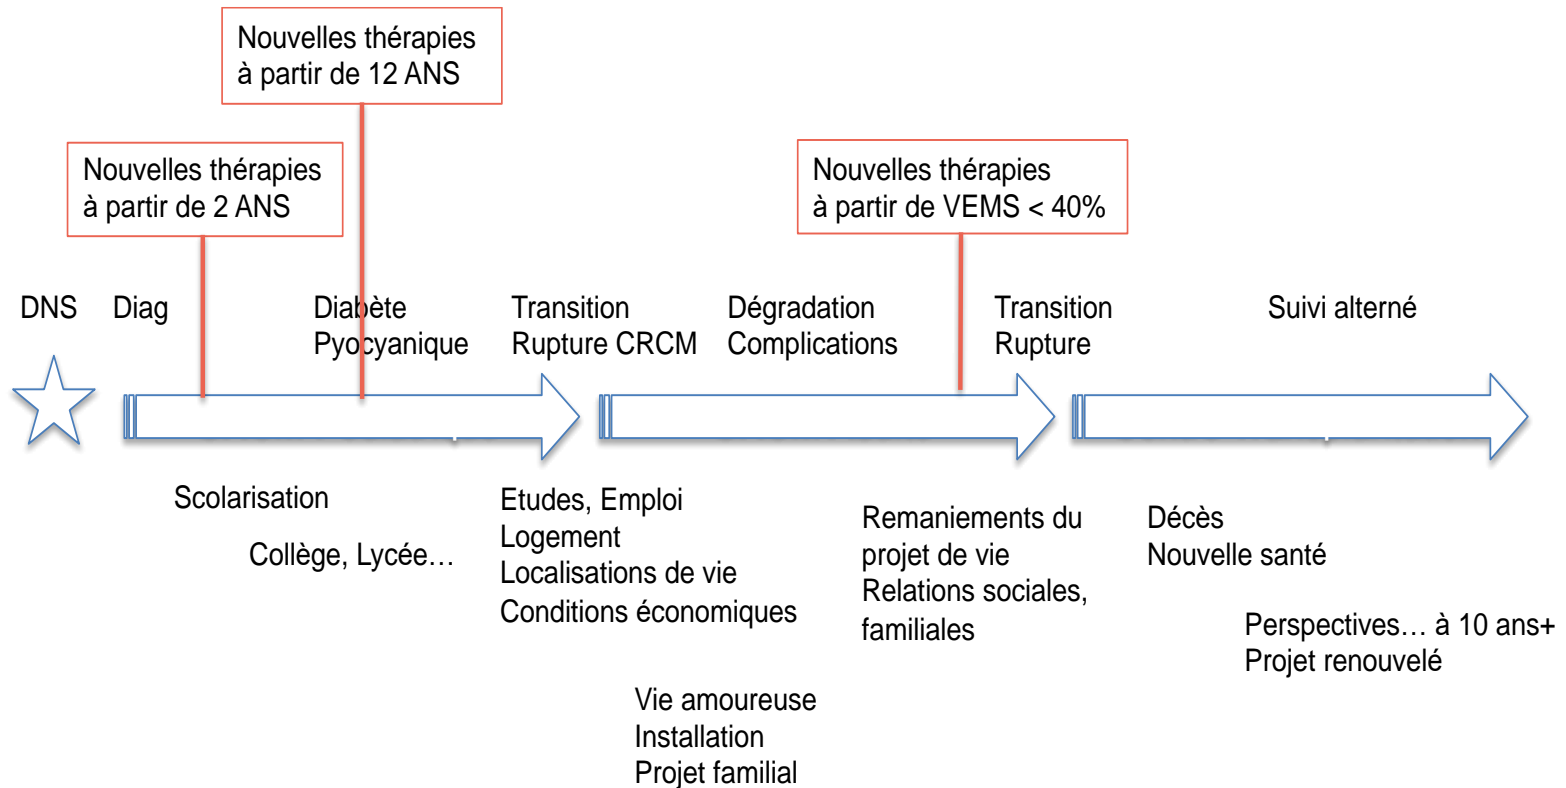 Nouvelles thérapies
à partir de 12 ANS
Nouvelles thérapies
à partir de 2 ANS
Nouvelles thérapies
à partir de VEMS < 40%
DNS
Diag
Diabète
Pyocyanique
Transition
Rupture CRCM
Dégradation
Complications
Transition
Rupture
Suivi alterné
Scolarisation
Collège, Lycée…
Etudes, Emploi
Logement
Localisations de vie
Conditions économiques
Vie amoureuse
Installation
Projet familial
Remaniements du
projet de vie
Relations sociales,
familiales
Décès
Nouvelle santé
Perspectives… à 10 ans+
Projet renouvelé